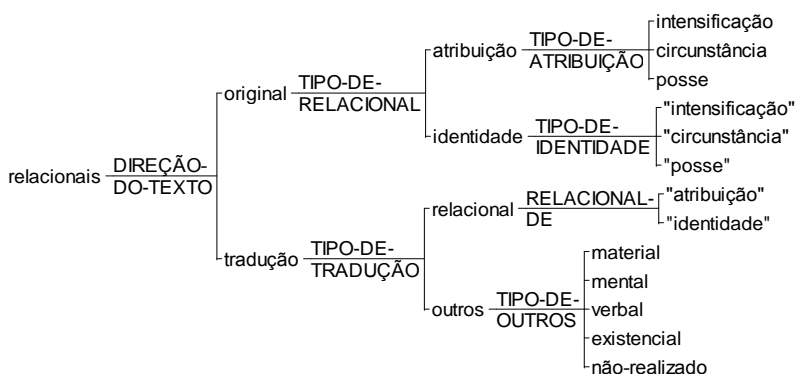 relacionais
DIREÇÃO-
DO-TEXTO
original
TIPO-DE-
RELACIONAL
atribuição
TIPO-DE-
ATRIBUIÇÃO
intensificação
circunstância
posse
identidade
TIPO-DE-
IDENTIDADE
"intensificação"
"circunstância"
"posse"
tradução
TIPO-DE-
TRADUÇÃO
relacional
RELACIONAL-
DE
"atribuição"
"identidade"
outros
TIPO-DE-
OUTROS
material
mental
verbal
existencial
não-realizado